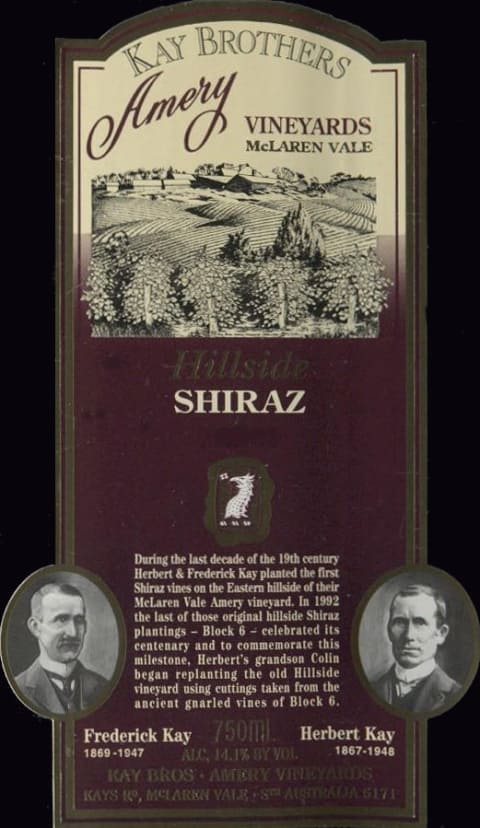 KAY BROTHERS
Amery
VINEYARDS
McLAREN VALE
Hillside
SHIRAZ
During the last decade of the 19th century
Herbert & Frederick Kay planted the first
Shiraz vines on the Eastern hillside of their
McLaren Vale Amery vineyard. In 1992
the last of those original hillside Shiraz
plantings – Block 6 – celebrated its
centenary and to commemorate this
milestone, Herbert's grandson Colin
began replanting the old Hillside
vineyard using cuttings taken from the
ancient gnarled vines of Block 6.
Frederick Kay 750ML Herbert Kay
1869-1947 ALC. 14.1% BY VOL. 1867-1948
KAY BROS • AMERY VINEYARDS
KAYS RD, McLAREN VALE • STH AUSTRALIA 5171